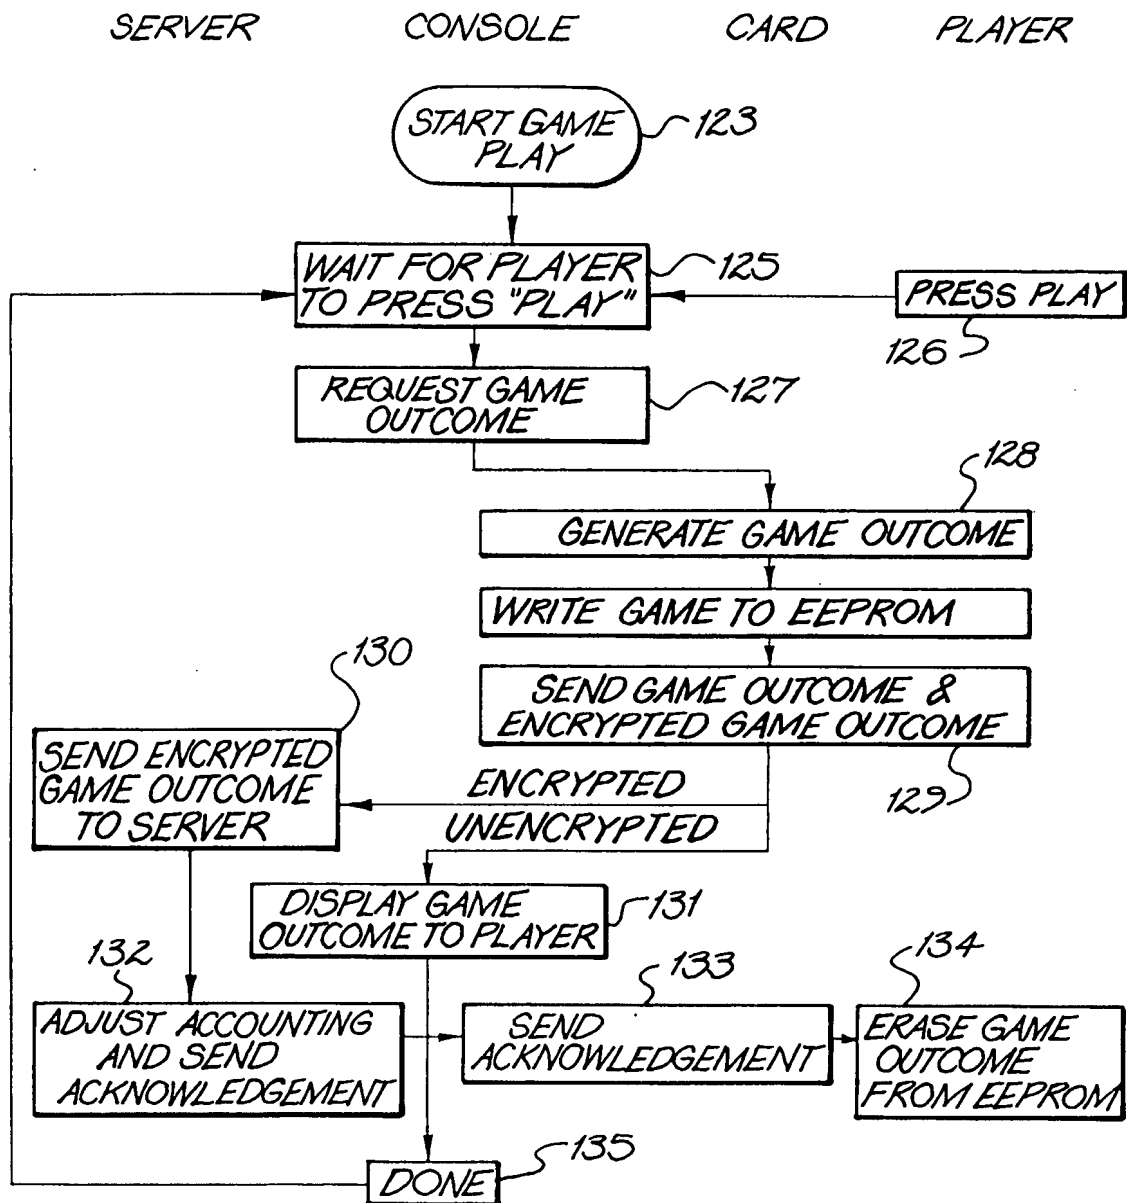 SERVER CONSOLE CARD PLAYER
START GAME
PLAY
123
WAIT FOR PLAYER
TO PRESS "PLAY"
125
PRESS PLAY
126
REQUEST GAME
OUTCOME
127
128
GENERATE GAME OUTCOME
WRITE GAME TO EEPROM
130
SEND GAME OUTCOME &
ENCRYPTED GAME OUTCOME
129
SEND ENCRYPTED
GAME OUTCOME
TO SERVER
ENCRYPTED
UNENCRYPTED
DISPLAY GAME
OUTCOME TO PLAYER
131
132
ADJUST ACCOUNTING
AND SEND
ACKNOWLEDGEMENT
133
SEND
ACKNOWLEDGEMENT
134
ERASE GAME
OUTCOME
FROM EEPROM
DONE
135